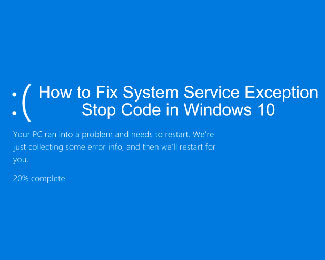 :( How to Fix System Service Exception
Stop Code in Windows 10
Your PC ran into a problem and needs to restart. We're
just collecting some error info, and then we'll restart for
you.
20% complete